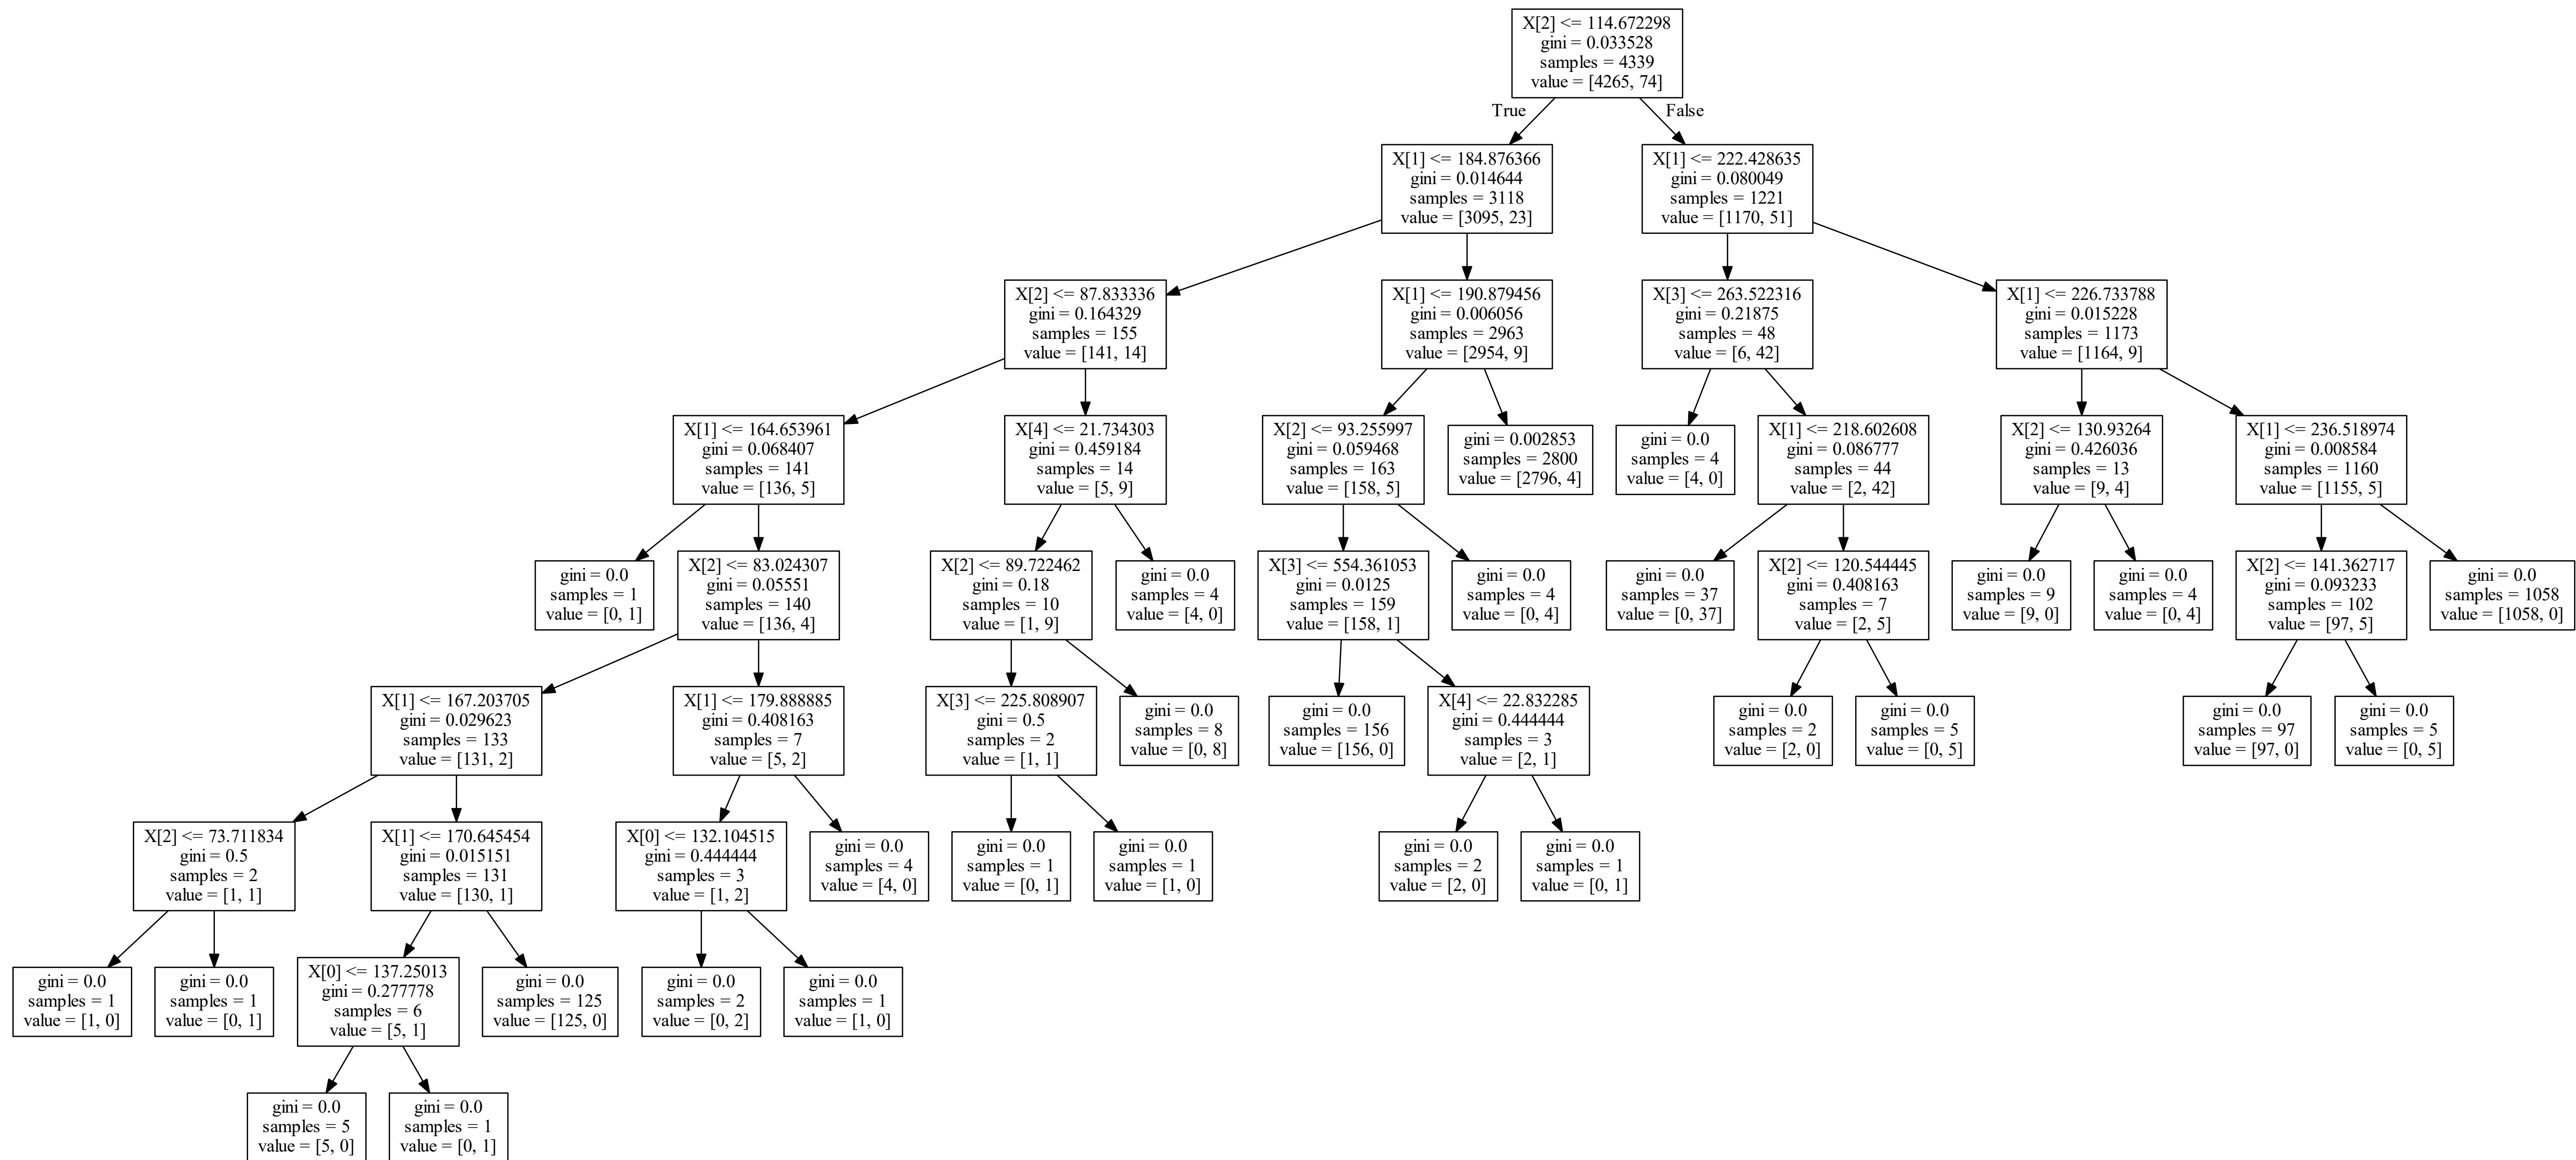 X[2] <= 114.672298
gini = 0.033528
samples = 4339
value = [4265, 74]
True
False
X[1] <= 184.876366
gini = 0.014644
samples = 3118
value = [3095, 23]
X[1] <= 222.428635
gini = 0.080049
samples = 1221
value = [1170, 51]
X[2] <= 87.833336
gini = 0.164329
samples = 155
value = [141, 14]
X[1] <= 190.879456
gini = 0.006056
samples = 2963
value = [2954, 9]
X[3] <= 263.522316
gini = 0.21875
samples = 48
value = [6, 42]
X[1] <= 226.733788
gini = 0.015228
samples = 1173
value = [1164, 9]
X[1] <= 164.653961
gini = 0.068407
samples = 141
value = [136, 5]
X[4] <= 21.734303
gini = 0.459184
samples = 14
value = [5, 9]
X[2] <= 93.255997
gini = 0.059468
samples = 163
value = [158, 5]
gini = 0.002853
samples = 2800
value = [2796, 4]
gini = 0.0
samples = 4
value = [4, 0]
X[1] <= 218.602608
gini = 0.086777
samples = 44
value = [2, 42]
X[2] <= 130.93264
gini = 0.426036
samples = 13
value = [9, 4]
X[1] <= 236.518974
gini = 0.008584
samples = 1160
value = [1155, 5]
gini = 0.0
samples = 1
value = [0, 1]
X[2] <= 83.024307
gini = 0.05551
samples = 140
value = [136, 4]
X[2] <= 89.722462
gini = 0.18
samples = 10
value = [1, 9]
gini = 0.0
samples = 4
value = [4, 0]
X[3] <= 554.361053
gini = 0.0125
samples = 159
value = [158, 1]
gini = 0.0
samples = 4
value = [0, 4]
gini = 0.0
samples = 37
value = [0, 37]
X[2] <= 120.544445
gini = 0.408163
samples = 7
value = [2, 5]
gini = 0.0
samples = 9
value = [9, 0]
gini = 0.0
samples = 4
value = [0, 4]
X[2] <= 141.362717
gini = 0.093233
samples = 102
value = [97, 5]
gini = 0.0
samples = 1058
value = [1058, 0]
X[1] <= 167.203705
gini = 0.029623
samples = 133
value = [131, 2]
X[1] <= 179.888885
gini = 0.408163
samples = 7
value = [5, 2]
X[3] <= 225.808907
gini = 0.5
samples = 2
value = [1, 1]
gini = 0.0
samples = 8
value = [0, 8]
gini = 0.0
samples = 156
value = [156, 0]
X[4] <= 22.832285
gini = 0.444444
samples = 3
value = [2, 1]
gini = 0.0
samples = 2
value = [2, 0]
gini = 0.0
samples = 5
value = [0, 5]
gini = 0.0
samples = 97
value = [97, 0]
gini = 0.0
samples = 5
value = [0, 5]
X[2] <= 73.711834
gini = 0.5
samples = 2
value = [1, 1]
X[1] <= 170.645454
gini = 0.015151
samples = 131
value = [130, 1]
X[0] <= 132.104515
gini = 0.444444
samples = 3
value = [1, 2]
gini = 0.0
samples = 4
value = [4, 0]
gini = 0.0
samples = 1
value = [0, 1]
gini = 0.0
samples = 1
value = [1, 0]
gini = 0.0
samples = 2
value = [2, 0]
gini = 0.0
samples = 1
value = [0, 1]
gini = 0.0
samples = 1
value = [1, 0]
gini = 0.0
samples = 1
value = [0, 1]
X[0] <= 137.25013
gini = 0.277778
samples = 6
value = [5, 1]
gini = 0.0
samples = 125
value = [125, 0]
gini = 0.0
samples = 2
value = [0, 2]
gini = 0.0
samples = 1
value = [1, 0]
gini = 0.0
samples = 5
value = [5, 0]
gini = 0.0
samples = 1
value = [0, 1]